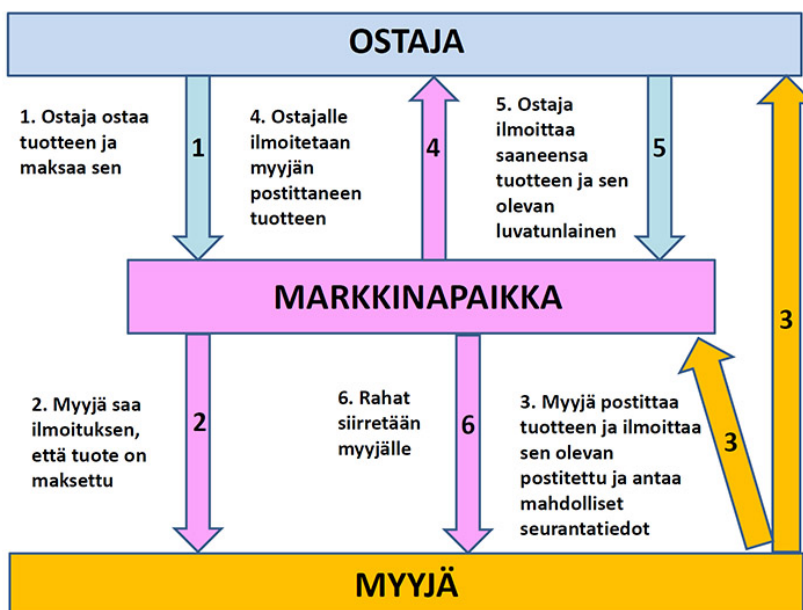 OSTAJA
1. Ostaja ostaa
tuotteen ja
maksaa sen
1
4. Ostajalle
ilmoitetaan
myyjän
postittaneen
tuotteen
4
5. Ostaja
ilmoittaa
saaneensa
tuotteen ja sen
olevan
luvatunlainen
5
MARKKINAPAIKKA
3
2. Myyjä saa
ilmoituksen,
että tuote on
maksettu
2
6. Rahat
siirretään
myyjälle
6
3. Myyjä postittaa
tuotteen ja ilmoittaa
sen olevan
postitettu ja antaa
mahdolliset
seurantatiedot
3
MYYJÄ